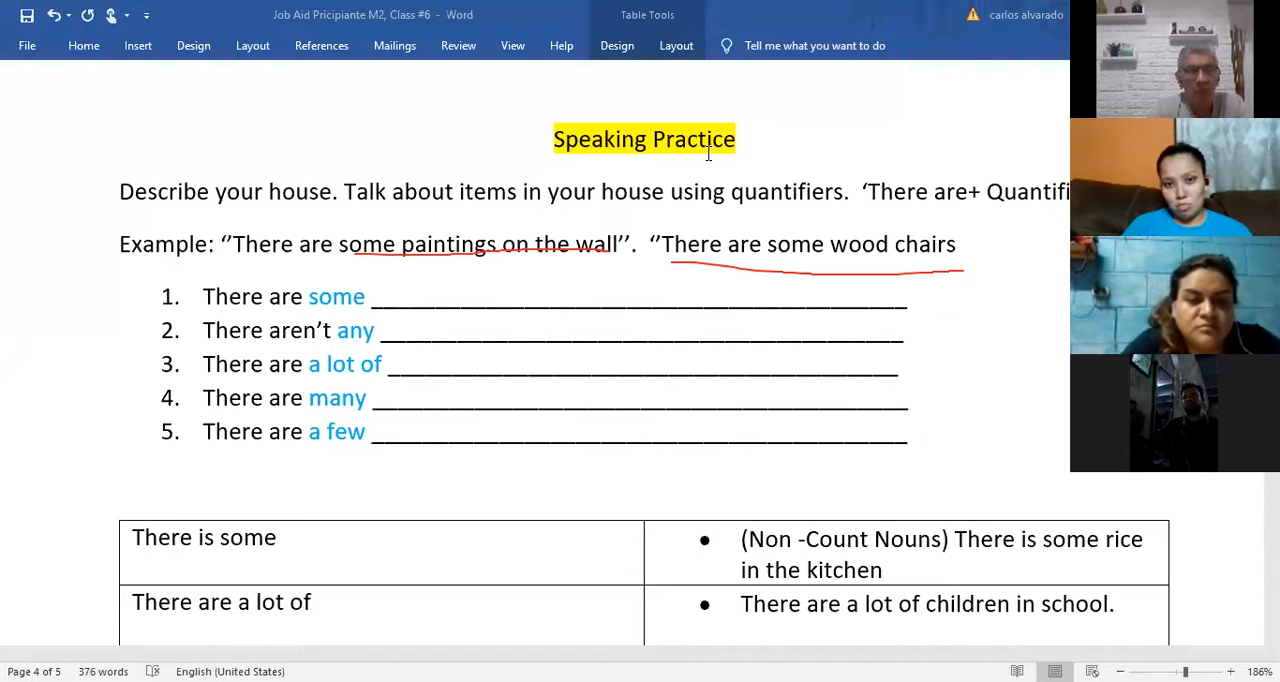 Job Aid Pricipiante M2, Class #6 - Word
Table Tools
carlos alvarado
File Home Insert Design Layout References Mailings Review View Help Design Layout Tell me what you want to do
Speaking Practice
Describe your house. Talk about items in your house using quantifiers. ‘There are+ Quantifi
Example: ‘’There are some paintings on the wall’’. ‘’There are some wood chairs
1. There are some
2. There aren’t any
3. There are a lot of
4. There are many
5. There are a few
There is some
• (Non -Count Nouns) There is some rice
in the kitchen
There are a lot of
• There are a lot of children in school.
Page 4 of 5 376 words English (United States) 186%